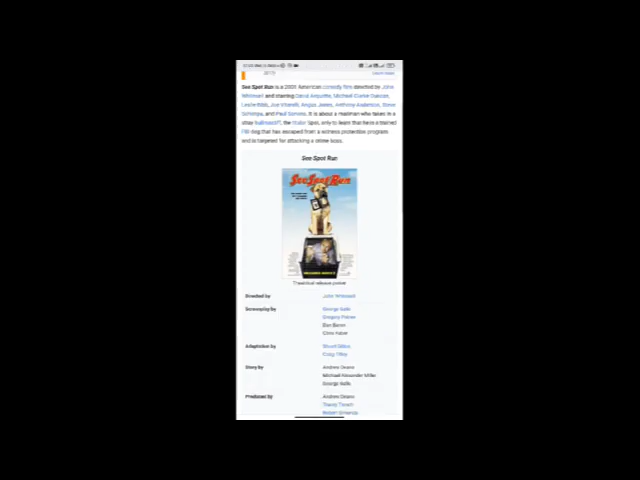 See Spot Run is a 2001 American comedy film directed by John
Whitesell and starring David Arquette, Michael Clarke Duncan,
Leslie Bibb, Joe Viterelli, Angus Jones, Anthony Anderson, Steve
Schirripa, and Paul Sorvino. It is about a mailman who takes in a
stray bullmastiff, the titular Spot, only to learn that
FBI dog that has escaped from a witness protection program
and is targeted for attacking a crime boss.
See Spot Run
See Spot Run
Theatrical release poster
Directed by
John Whitesell
Screenplay by
George Gallo
Gregory Poirier
Dan Baron
Chris Faber
Adaptation by
Stuart Gibbs
Craig Titley
Story by
Andrew Deane
Michael Alexander Miller
George Gallo
Produced by
Andrew Deane
Tracey Trench
Robert Simonds